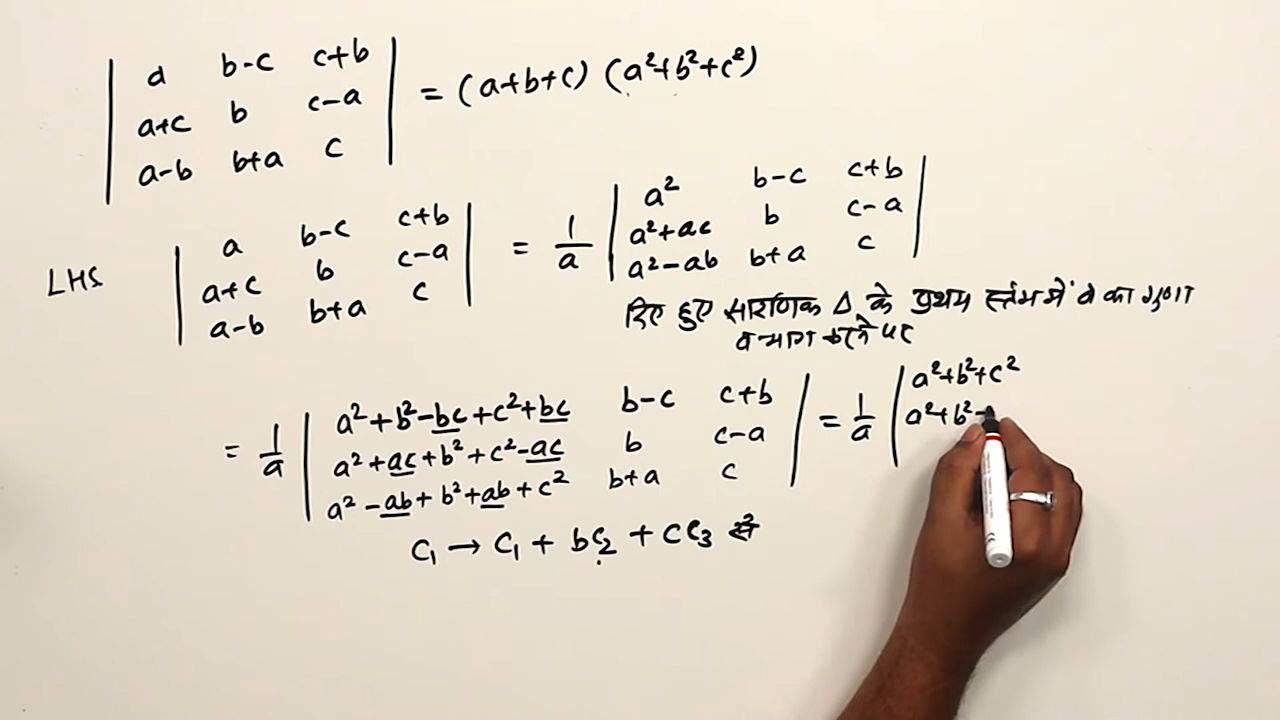 | a b-c c+b |
| a+c b c-a | = (a+b+c) (a²+b²+c²)
| a-b b+a c |
LHS | a b-c c+b | = 1/a | a² b-c c+b |
| a+c b c-a | | a²+ac b c-a |
| a-b b+a c | | a²-ab b+a c |
दिए हुए सारणिक Δ के प्रथम स्तंभ में a का गुणा
व भाग करने पर
= 1/a | a²+b²-bc+c²+bc b-c c+b | = 1/a | a²+b²+c²
| a²+ac+b²+c²-ac b c-a | | a²+b²+
| a²-ab+b²+ab+c² b+a c |
C₁ → C₁ + bC₂ + cC₃ से